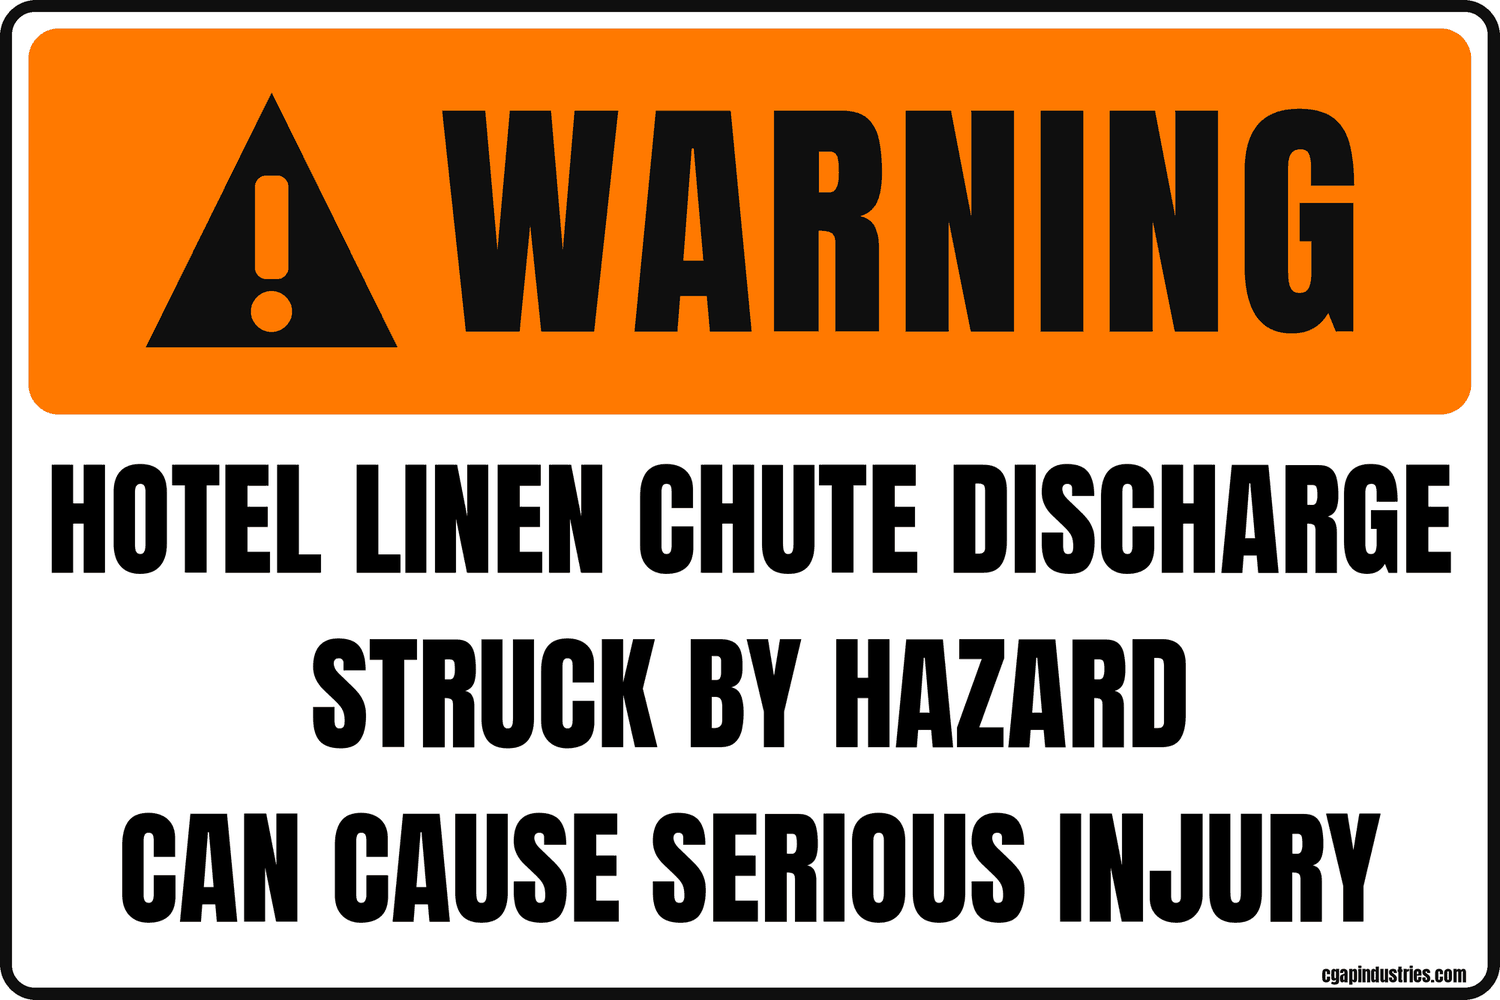 WARNING
HOTEL LINEN CHUTE DISCHARGE
STRUCK BY HAZARD
CAN CAUSE SERIOUS INJURY
cgapindustries.com